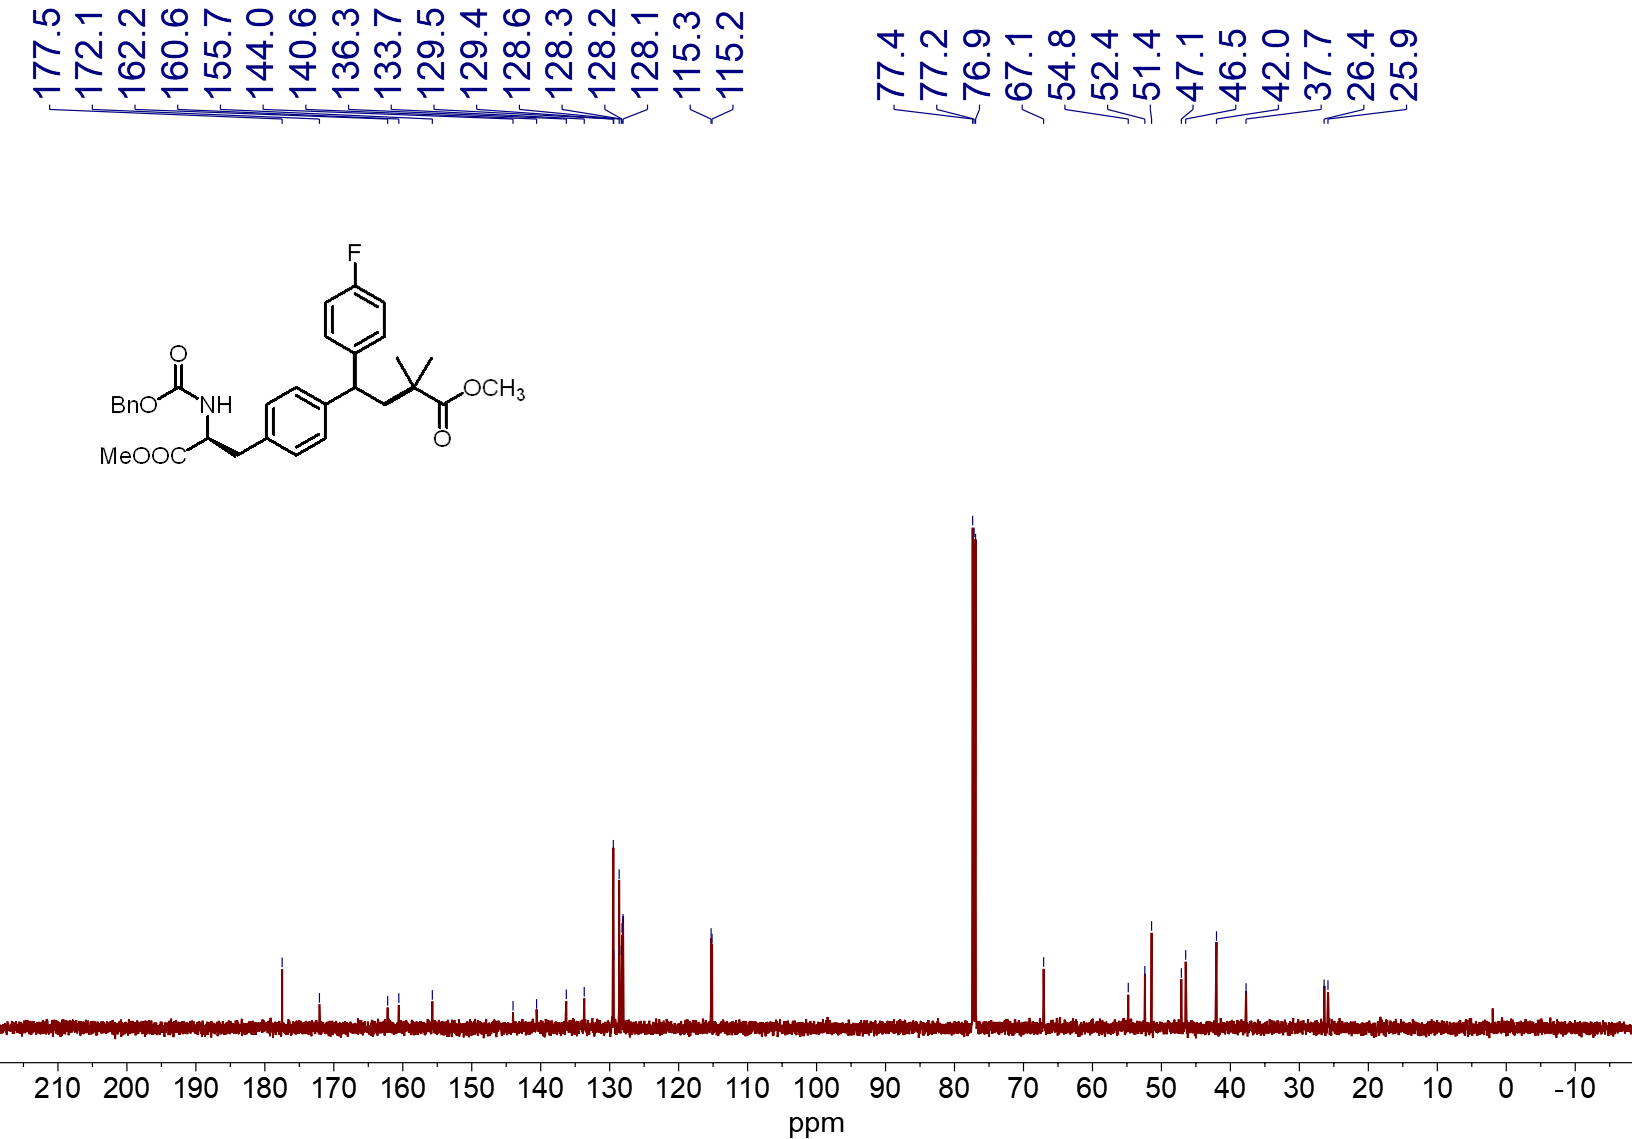 177.5 172.1 162.2 160.6 155.7 144.0 140.6 136.3 133.7 129.5 129.4 128.6 128.3 128.2 128.1 115.3 115.2 77.4 77.2 76.9 67.1 54.8 52.4 51.4 47.1 46.5 42.0 37.7 26.4 25.9
F
O
BnO NH OCH3
MeOOC O
210 200 190 180 170 160 150 140 130 120 110 100 90 80 70 60 50 40 30 20 10 0 -10
ppm